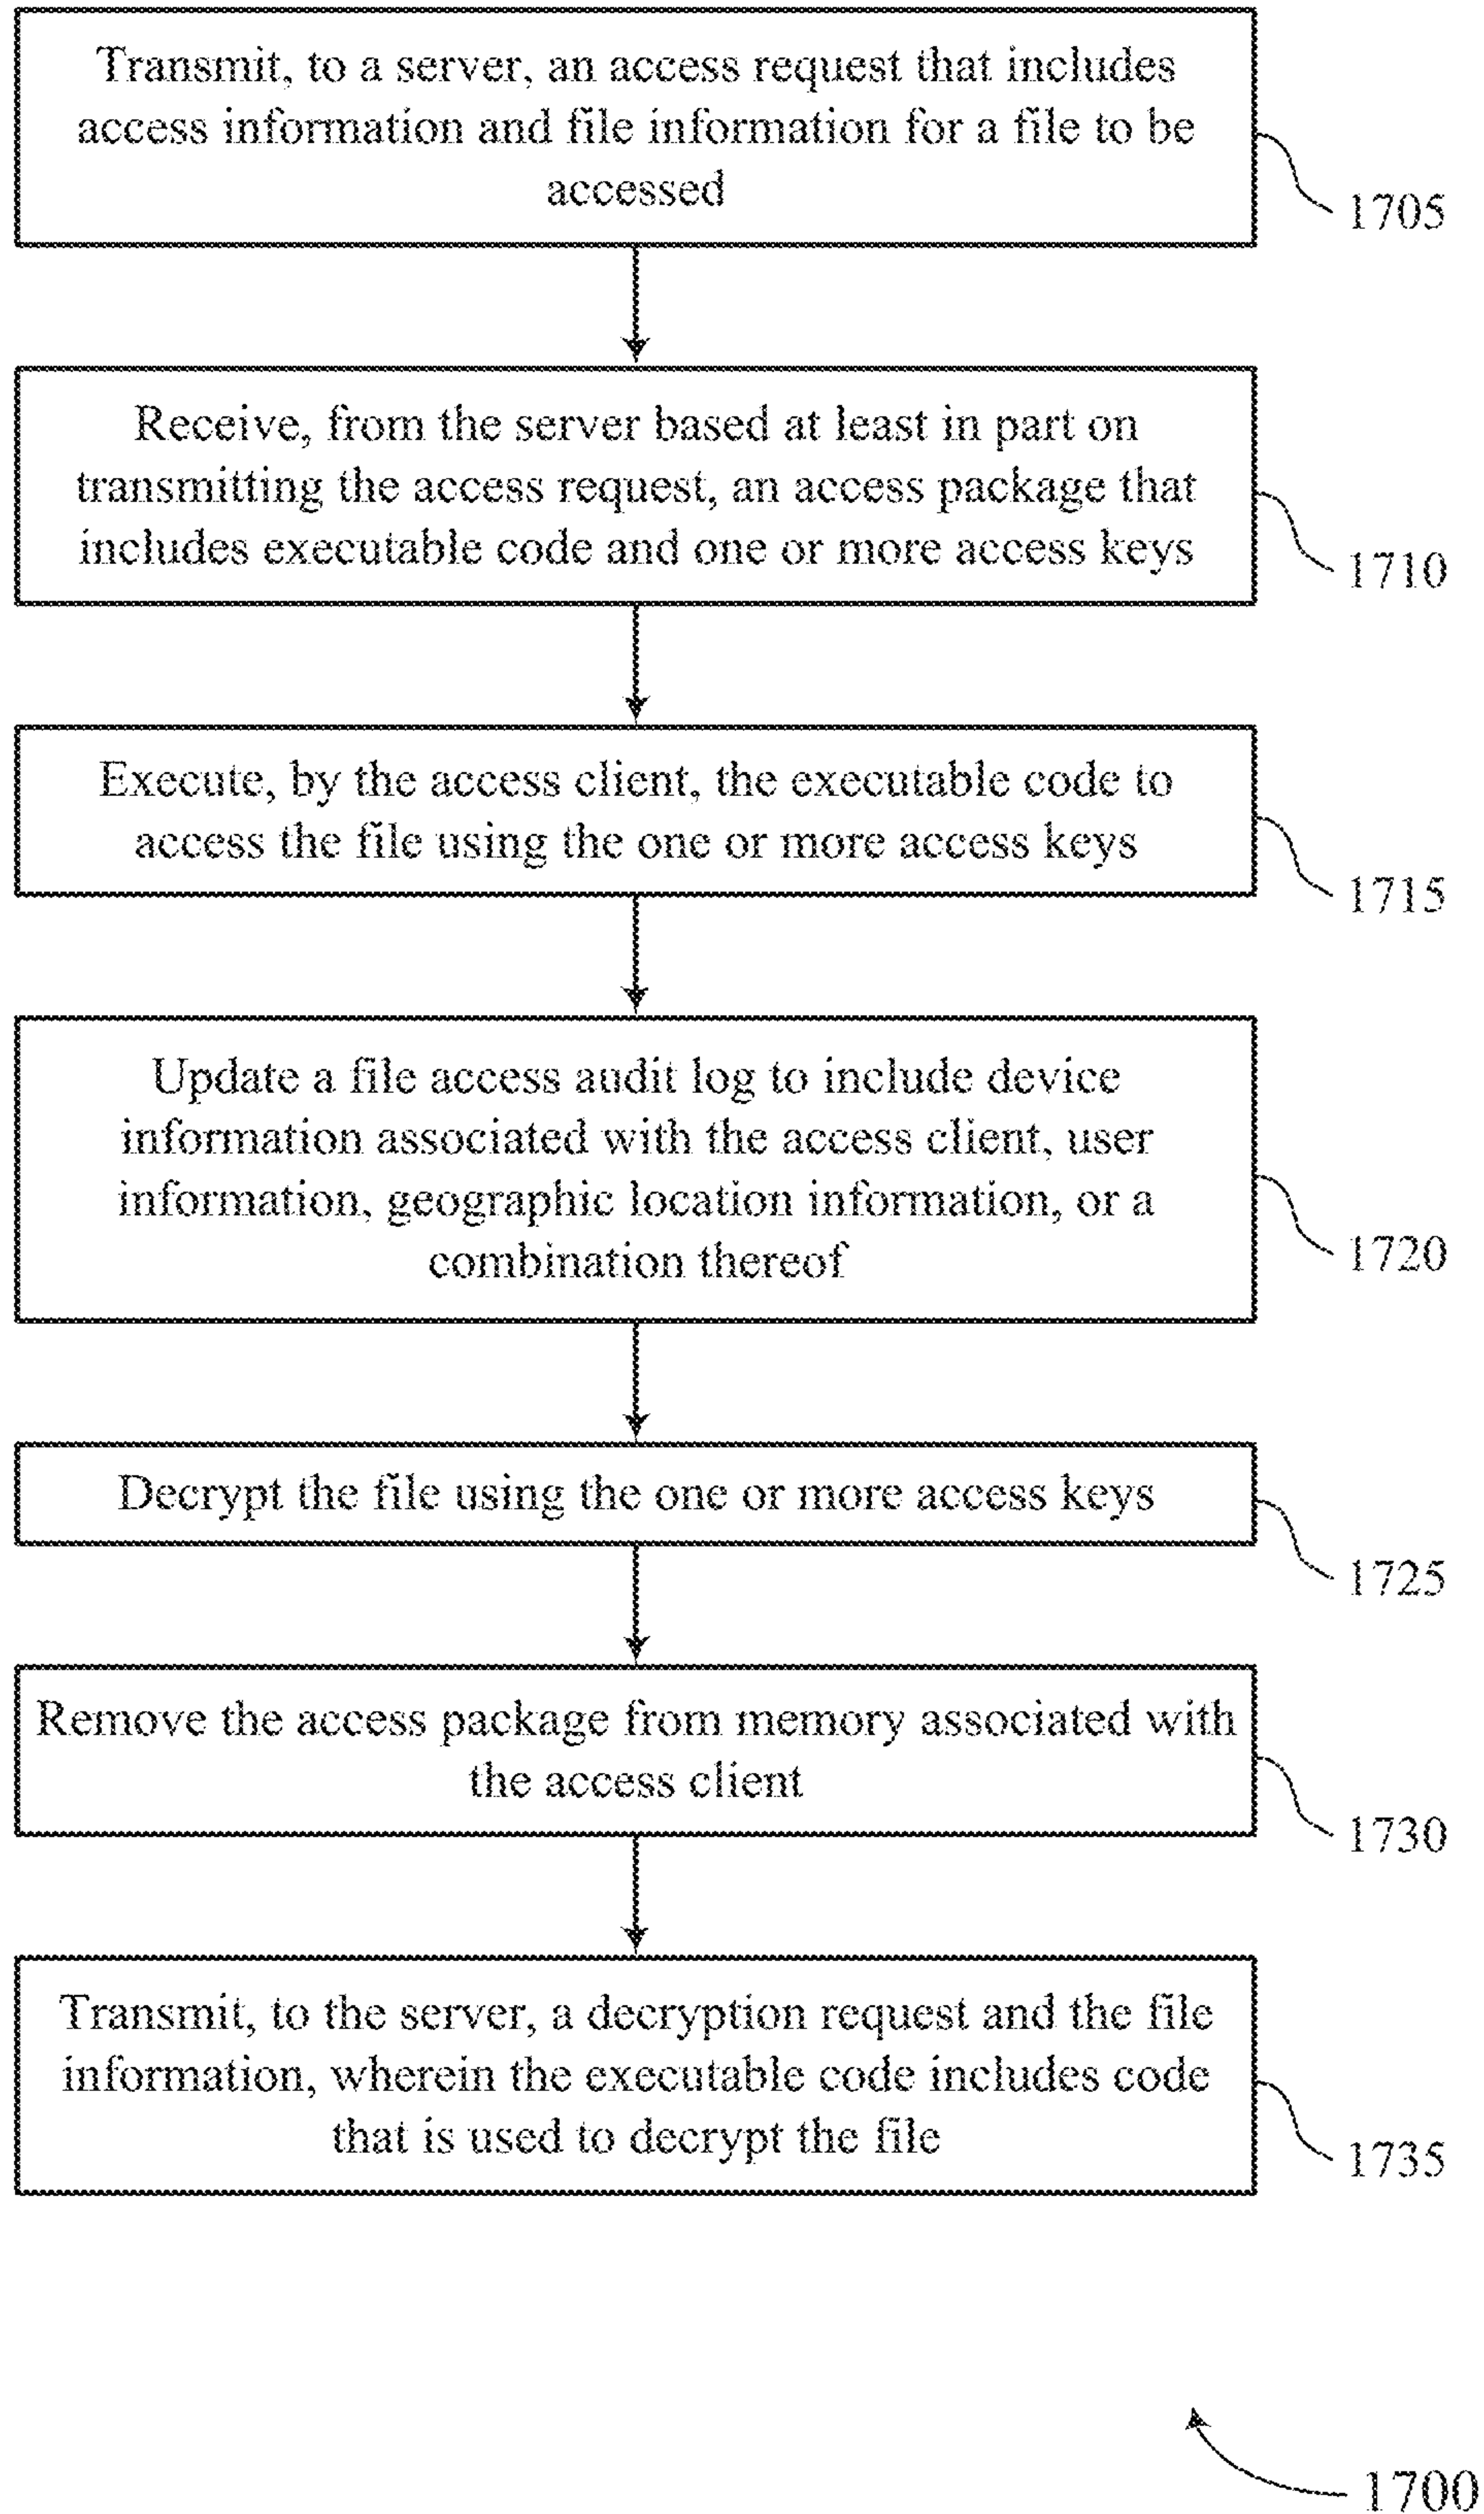 Transmit, to a server, an access request that includes
access information and file information for a file to be
accessed
1705
Receive, from the server based at least in part on
transmitting the access request, an access package that
includes executable code and one or more access keys
1710
Execute, by the access client, the executable code to
access the file using the one or more access keys
1715
Update a file access audit log to include device
information associated with the access client, user
information, geographic location information, or a
combination thereof
1720
Decrypt the file using the one or more access keys
1725
Remove the access package from memory associated with
the access client
1730
Transmit, to the server, a decryption request and the file
information, wherein the executable code includes code
that is used to decrypt the file
1735
1700